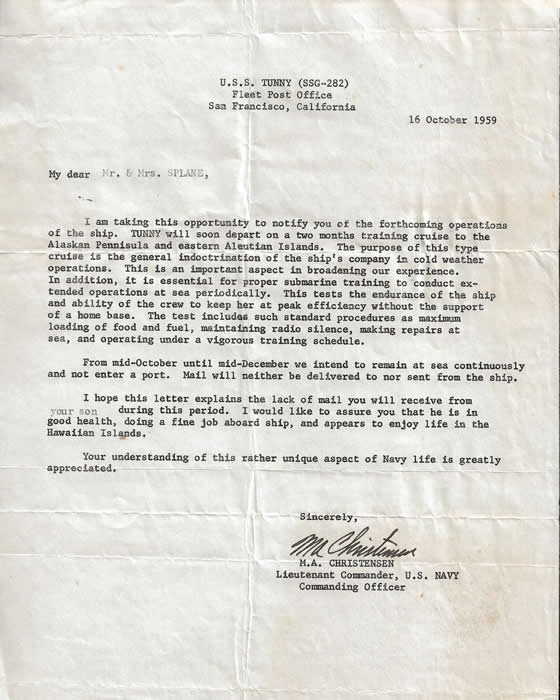 U.S.S. TUNNY (SSG-282)
Fleet Post Office
San Francisco, California
16 October 1959
My dear Mr. & Mrs. SPLANE,
I am taking this opportunity to notify you of the forthcoming operations
of the ship. TUNNY will soon depart on a two months training cruise to the
Alaskan Pennisula and eastern Aleutian Islands. The purpose of this type
cruise is the general indoctrination of the ship's company in cold weather
operations. This is an important aspect in broadening our experience.
In addition, it is essential for proper submarine training to conduct ex-
tended operations at sea periodically. This tests the endurance of the ship
and ability of the crew to keep her at peak efficiency without the support
of a home base. The test includes such standard procedures as maximum
loading of food and fuel, maintaining radio silence, making repairs at
sea, and operating under a vigorous training schedule.
From mid-October until mid-December we intend to remain at sea continuously
and not enter a port. Mail will neither be delivered to nor sent from the ship.
I hope this letter explains the lack of mail you will receive from
your son during this period. I would like to assure you that he is in
good health, doing a fine job aboard ship, and appears to enjoy life in the
Hawaiian Islands.
Your understanding of this rather unique aspect of Navy life is greatly
appreciated.
Sincerely,
MA Christensen
M.A. CHRISTENSEN
Lieutenant Commander, U.S. NAVY
Commanding Officer